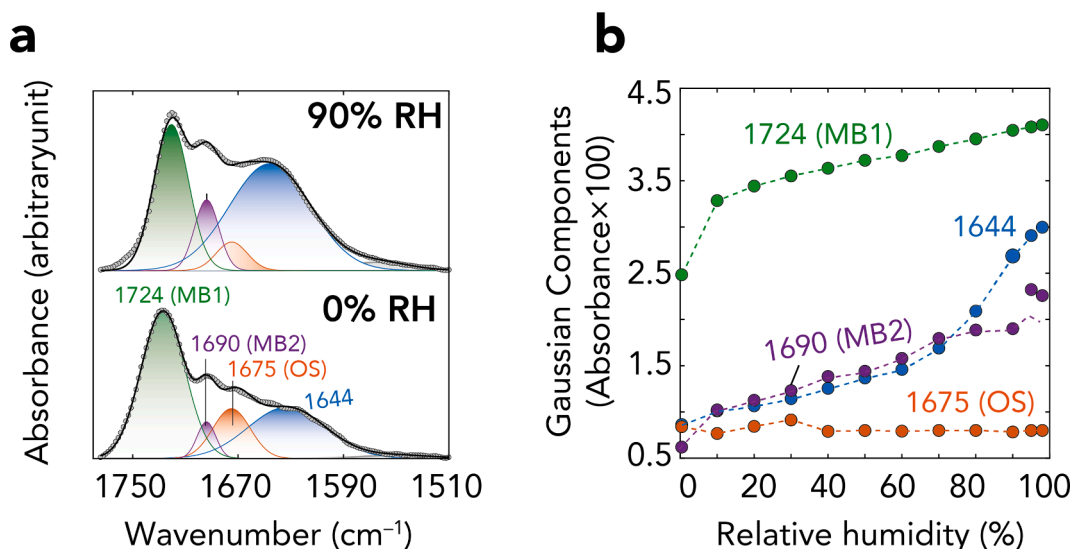 a
Absorbance (arbitraryunit)
90% RH
0% RH
1724 (MB1)
1690 (MB2)
1675 (OS)
1644
1750 1670 1590 1510
Wavenumber (cm⁻¹)
b
Gaussian Components
(Absorbance×100)
4.5
3.5
2.5
1.5
0.5
1724 (MB1)
1644
1690 (MB2)
1675 (OS)
0 20 40 60 80 100
Relative humidity (%)